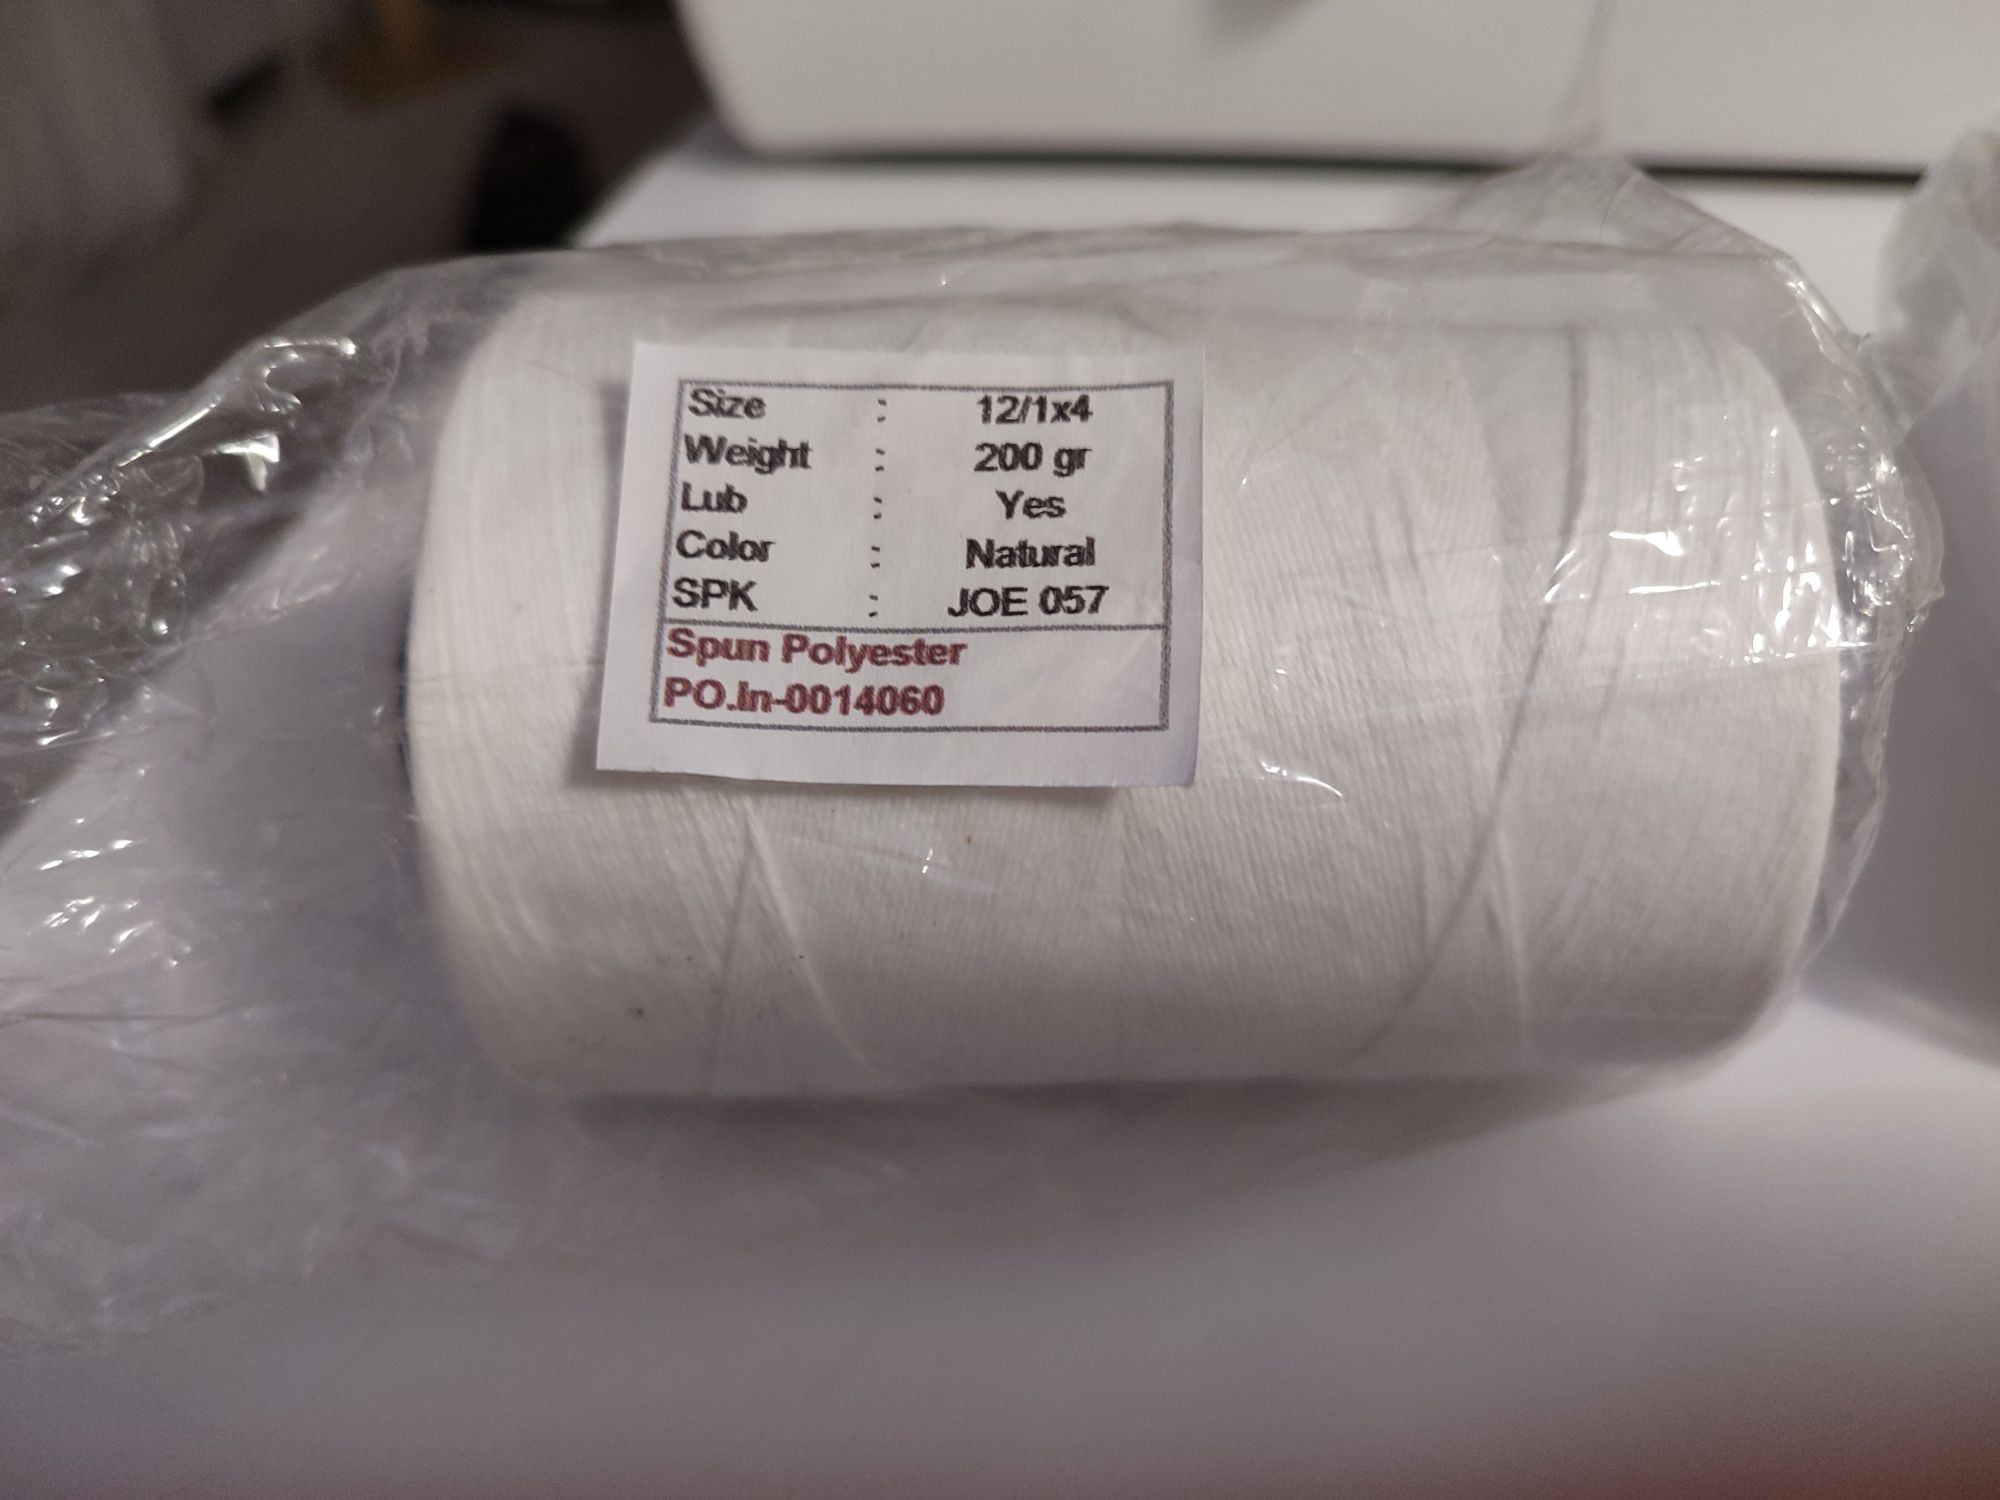 Size : 12/1x4
Weight : 200 gr
Lub : Yes
Color : Natural
SPK : JOE 057
Spun Polyester
PO.In-0014060